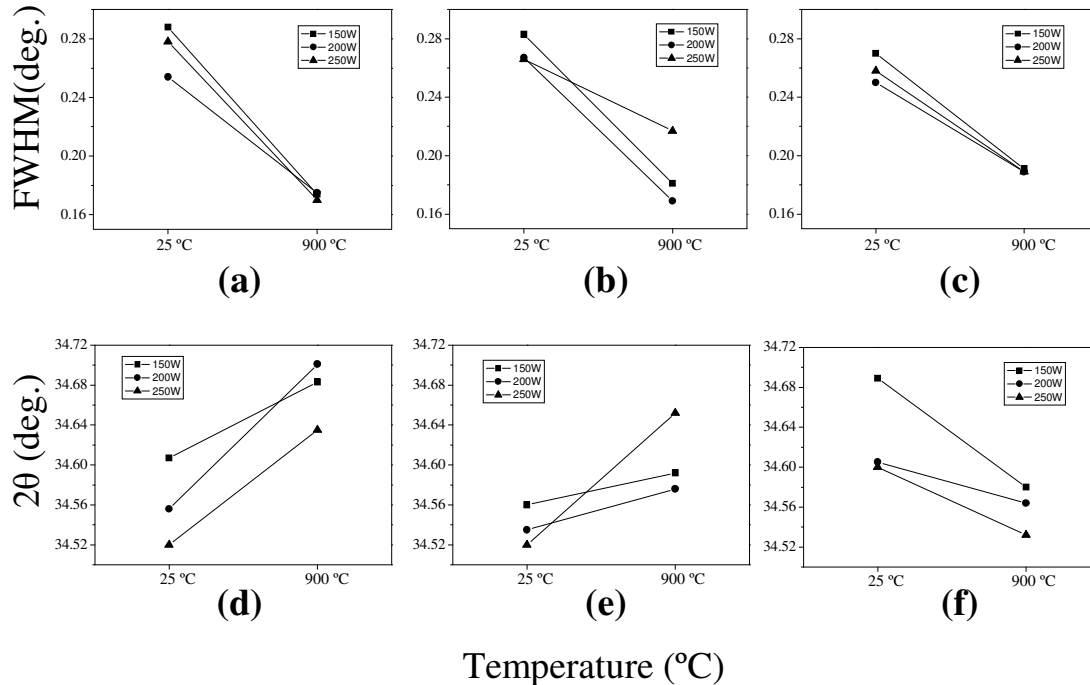 FWHM(deg.)
0.28
0.24
0.20
0.16
150W
200W
250W
25 ºC
900 ºC
(a)
0.28
0.24
0.20
0.16
150W
200W
250W
25 ºC
900 ºC
(b)
0.28
0.24
0.20
0.16
150W
200W
250W
25 ºC
900 ºC
(c)
2θ (deg.)
34.72
34.68
34.64
34.60
34.56
34.52
150W
200W
250W
25 ºC
900 ºC
(d)
34.72
34.68
34.64
34.60
34.56
34.52
150W
200W
250W
25 ºC
900 ºC
(e)
34.72
34.68
34.64
34.60
34.56
34.52
150W
200W
250W
25 ºC
900 ºC
(f)
Temperature (ºC)